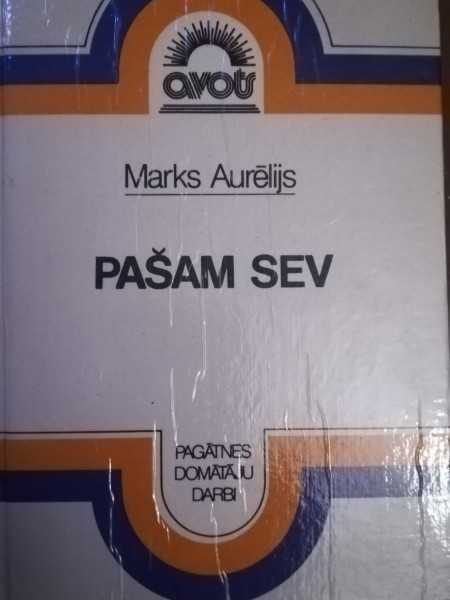 avots
Marks Aurēlijs
PAŠAM SEV
PAGĀTNES
DOMĀTĀJU
DARBI